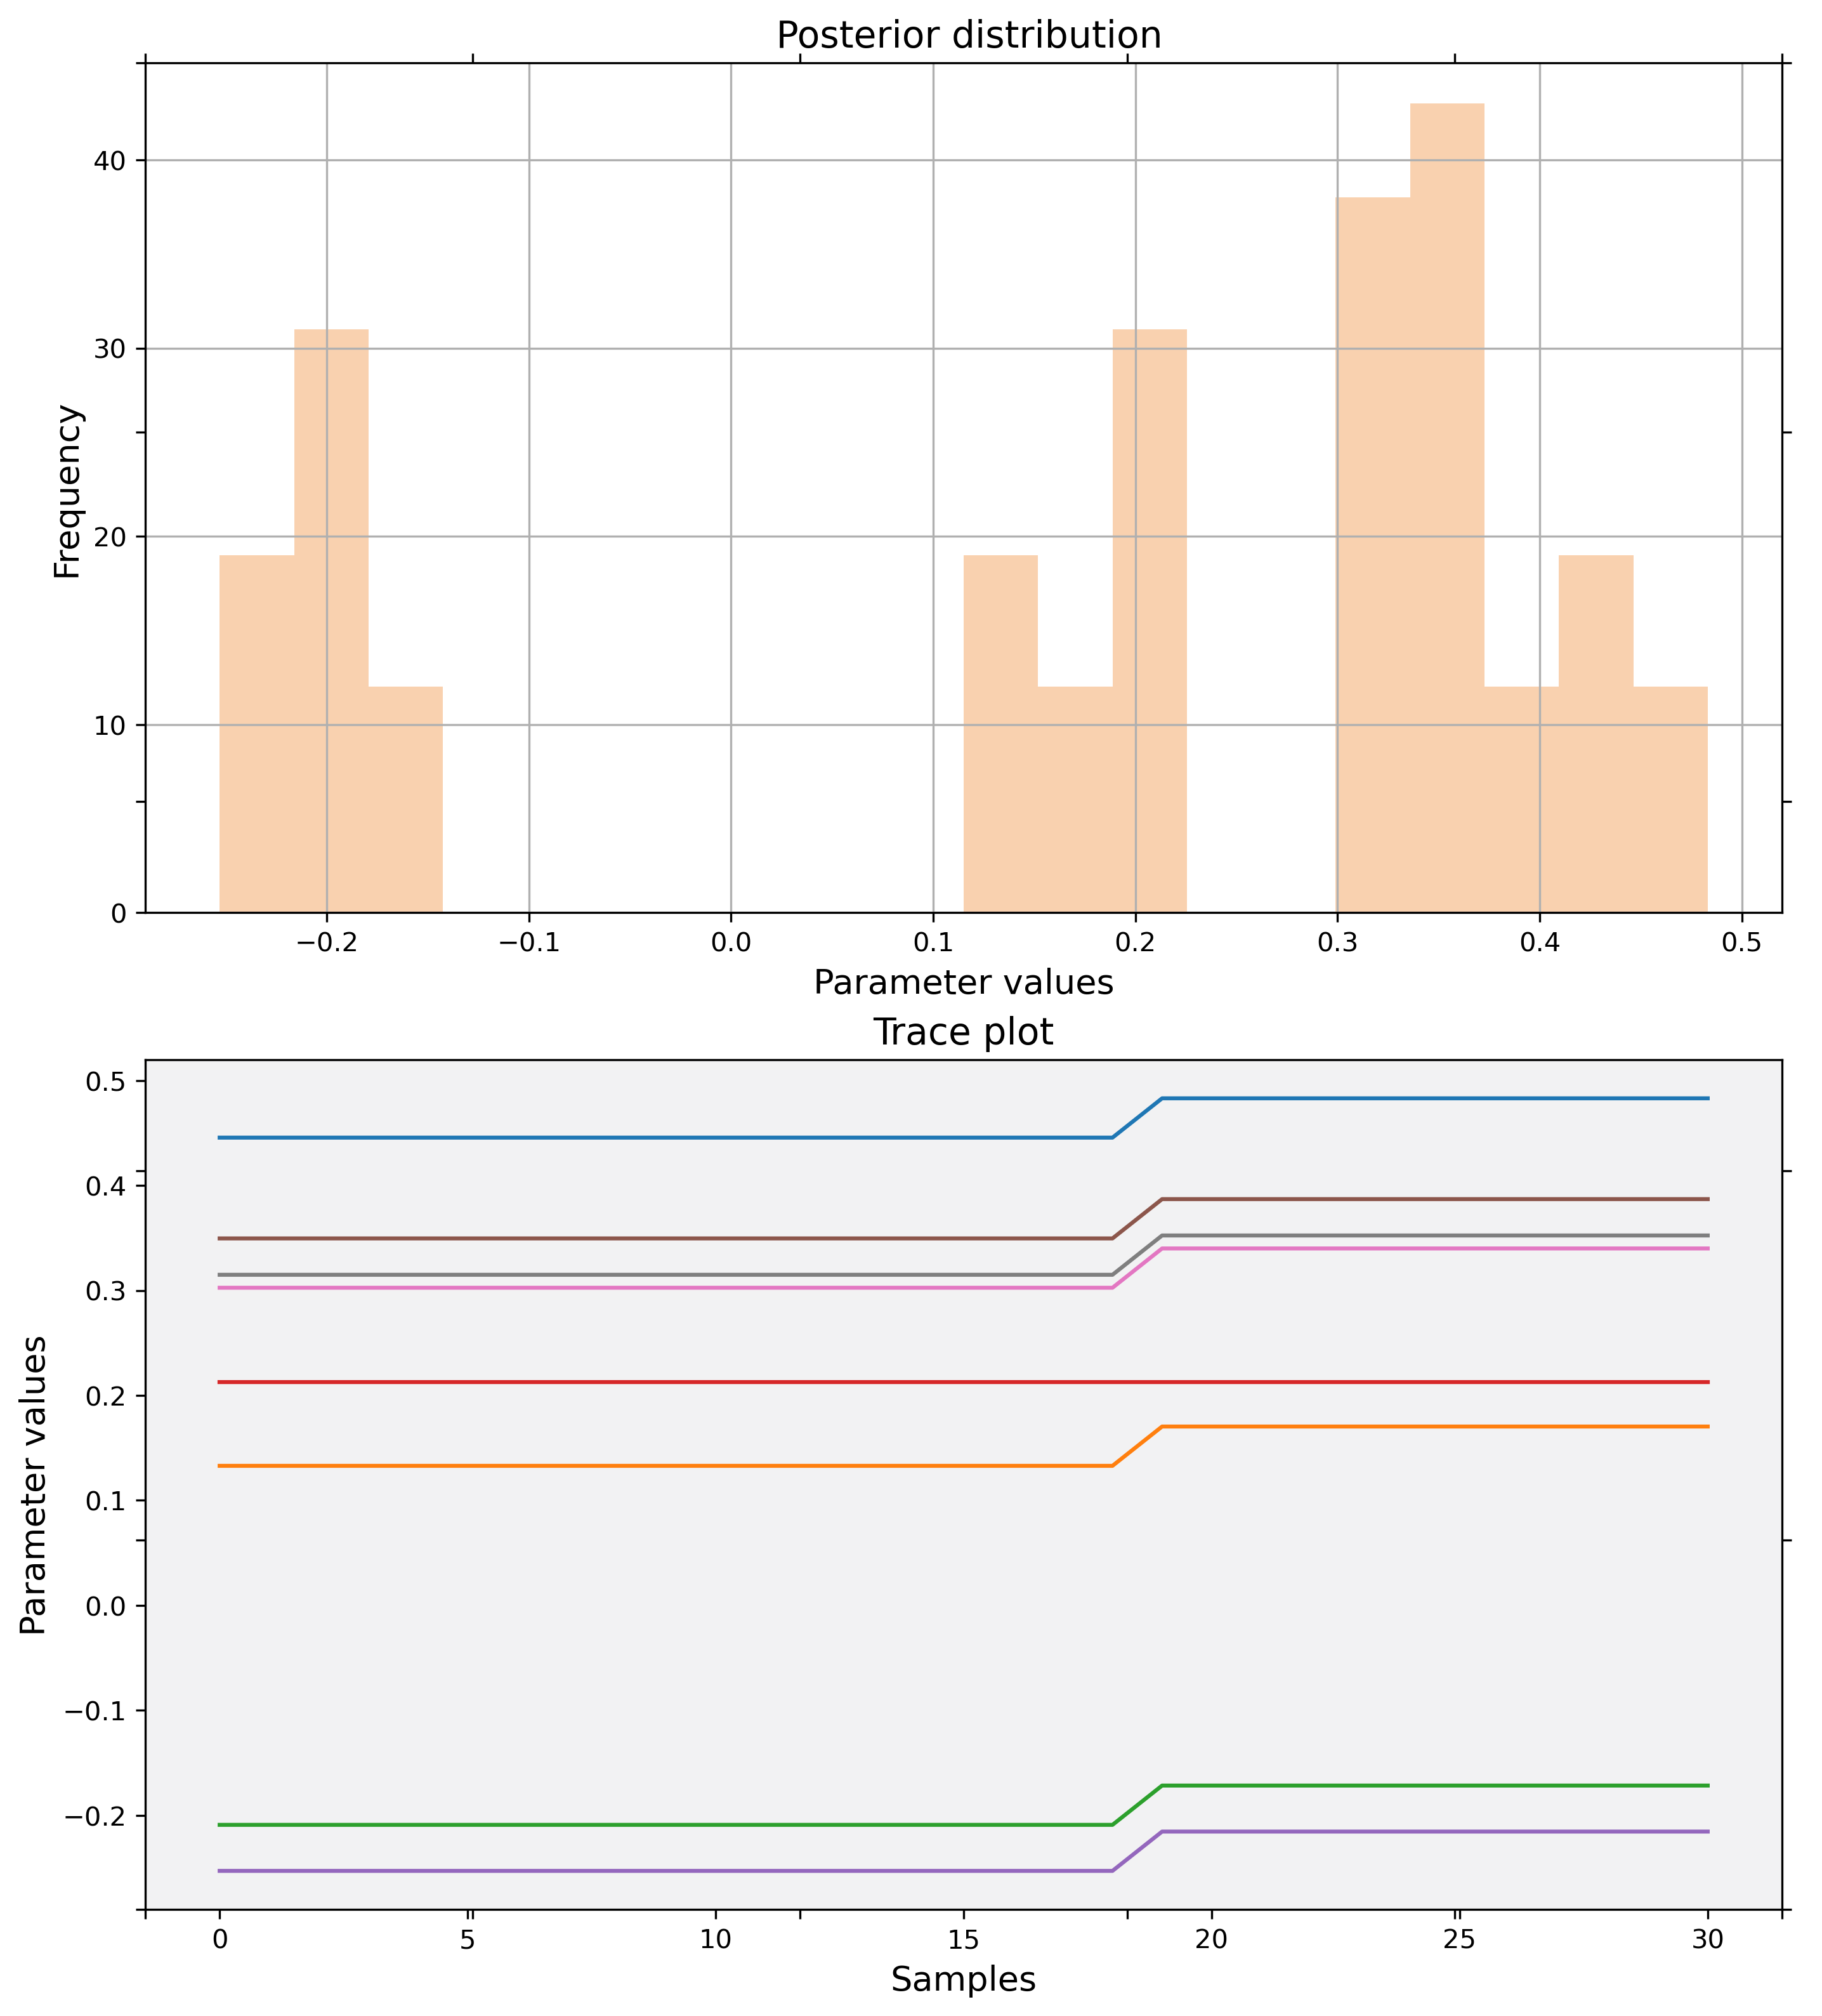 Posterior distribution
40
30
20
10
0
Frequency
−0.2 −0.1 0.0 0.1 0.2 0.3 0.4 0.5
Parameter values
Trace plot
0.5
0.4
0.3
0.2
0.1
0.0
−0.1
−0.2
Parameter values
0 5 10 15 20 25 30
Samples